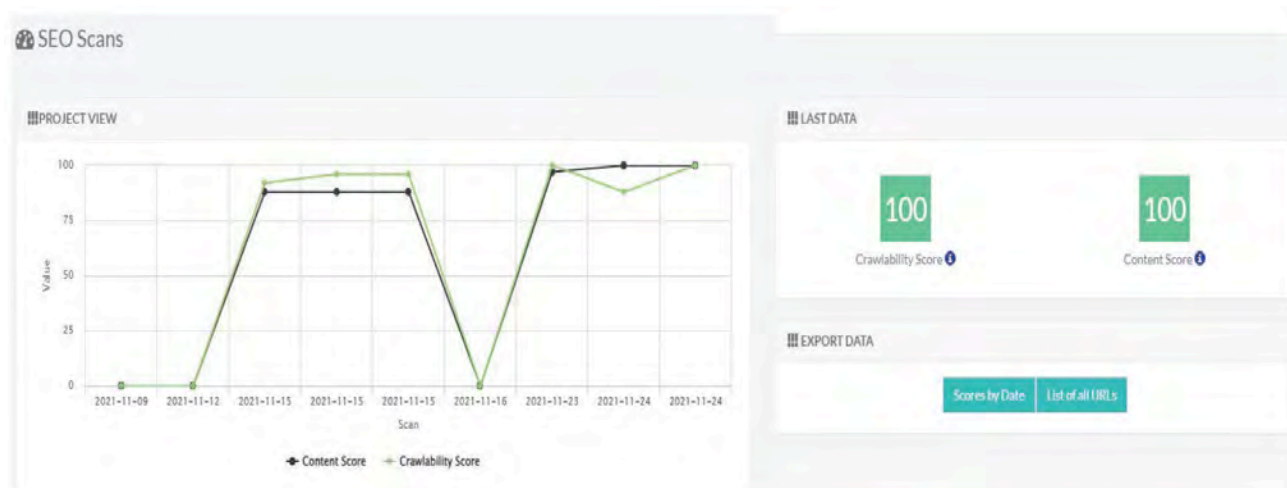 SEO Scans
PROJECT VIEW
100
75
50
25
0
Value
2021-11-09 2021-11-12 2021-11-15 2021-11-15 2021-11-15 2021-11-16 2021-11-23 2021-11-24 2021-11-24
Scan
Content Score Crawlability Score
LAST DATA
100 100
Crawlability Score Content Score
EXPORT DATA
Scores by Date List of all URLs